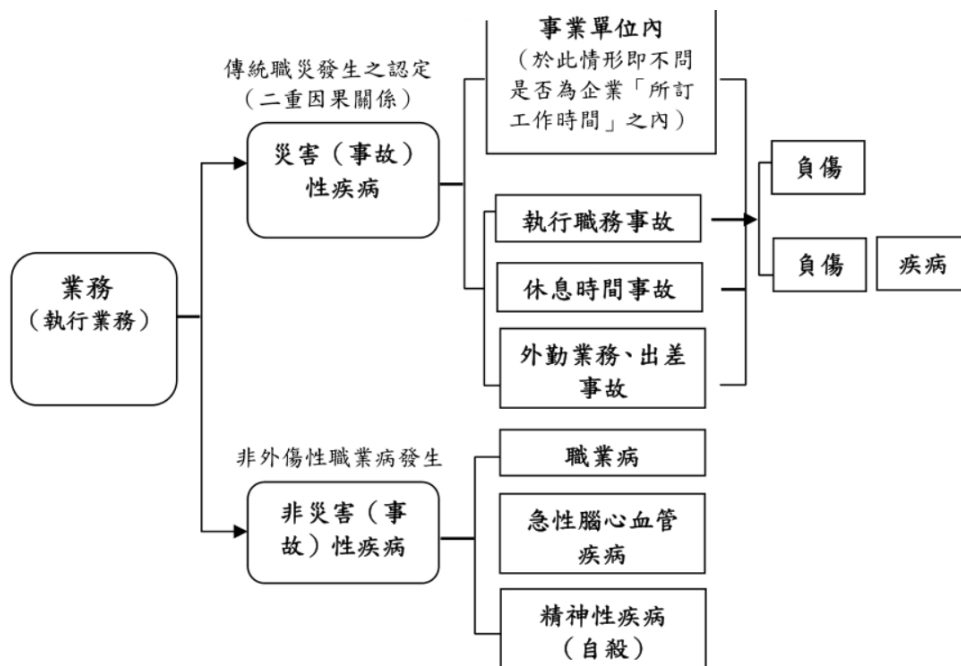 事業單位內
（於此情形即不問
是否為企業「所訂
工作時間」之內）
傳統職災發生之認定
（二重因果關係）
災害（事故）
性疾病
負傷
執行職務事故
業務
（執行業務）
休息時間事故
負傷
疾病
外勤業務、出差
事故
非外傷性職業病發生
職業病
非災害（事
故）性疾病
急性腦心血管
疾病
精神性疾病
（自殺）